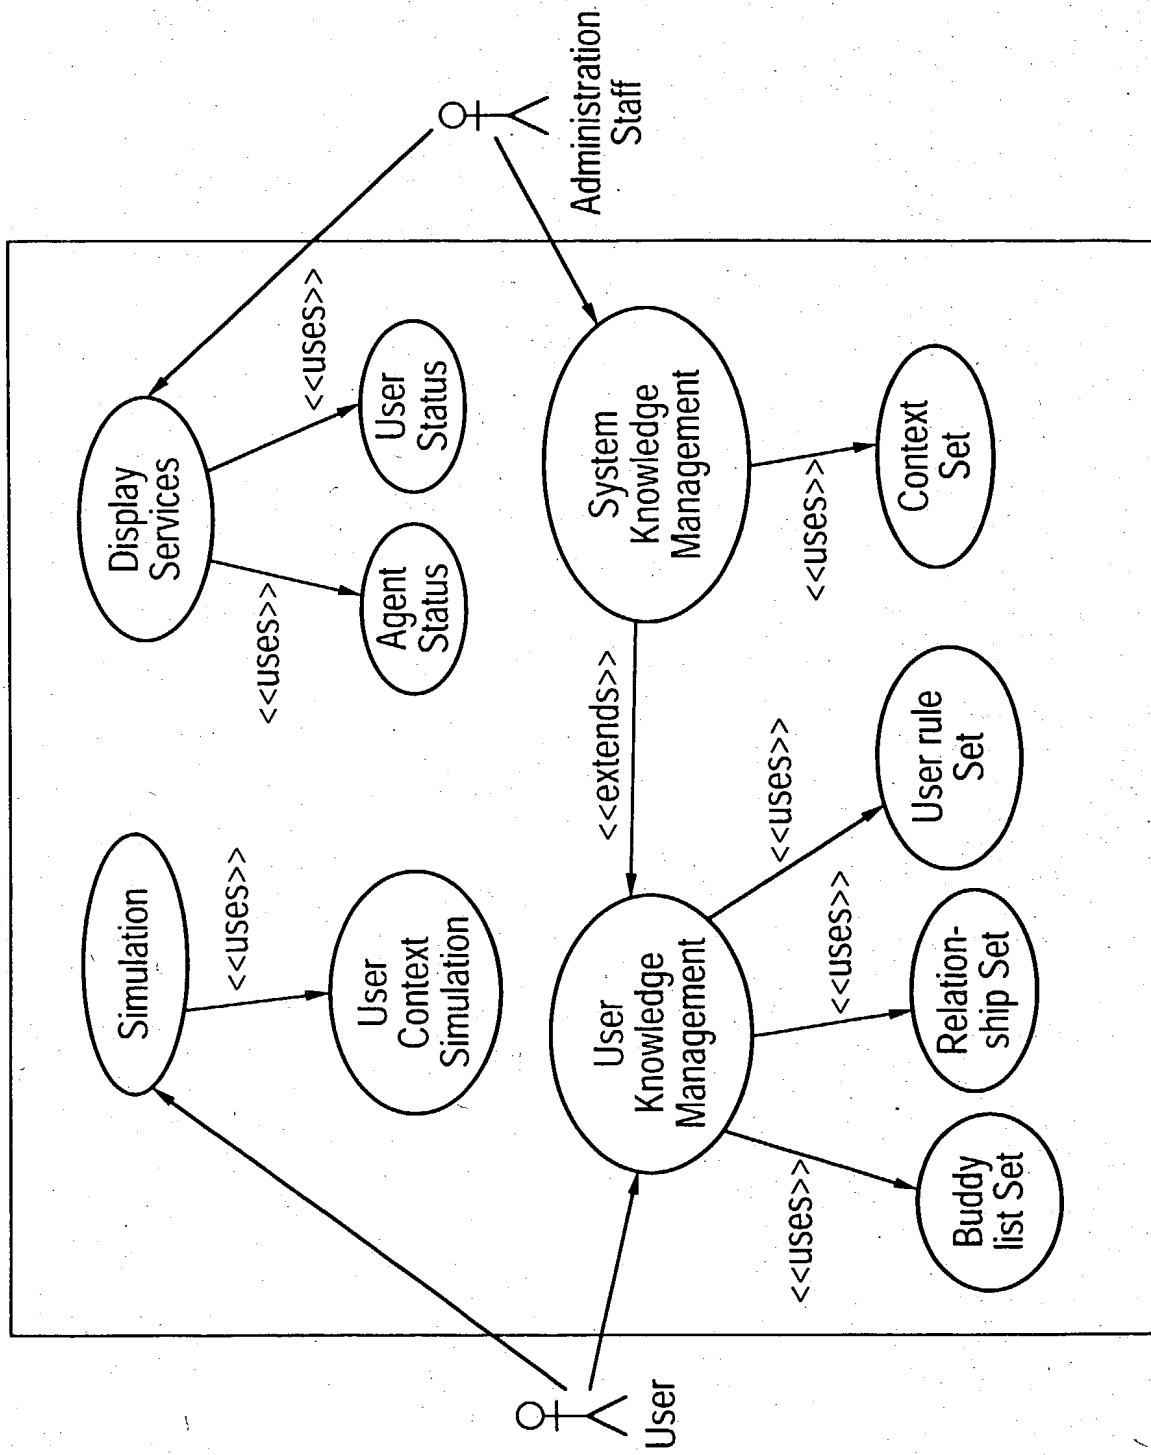 Simulation
<<uses>>
User
Context
Simulation
Display
Services
<<uses>>
<<uses>>
Agent
Status
User
Status
Administration
Staff
User
User
Knowledge
Management
<<extends>>
System
Knowledge
Management
<<uses>>
<<uses>>
<<uses>>
<<uses>>
Buddy
list Set
Relation-
ship Set
User rule
Set
Context
Set